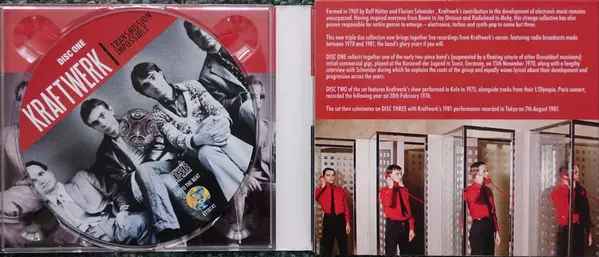 DISC ONE
KRAFTWERK
TRANSMISSION
IMPOSSIBLE
BEYOND THE BEAT
ETTB142
Formed in 1969 by Ralf Hütter and Florian Schneider , Kraftwerk's contribution to the development of electronic music remains
unsurpassed. Having inspired everyone from Bowie to Joy Division and Radiohead to Moby, this strange collective has also
proven responsible for entire genres to emerge – electronica, techno and synth-pop to name but three.
This new triple disc collection now brings together live recordings from Kraftwerk's career, featuring radio broadcasts made
between 1970 and 1981, the band's glory years if you will.
DISC ONE collects together one of the early two-piece band's (augmented by a floating criteria of other Dusseldorf musicians)
initial commercial gigs, played at the Karussell der Jugend in Soest, Germany, on 15th November 1970, along with a lengthy
interview with Schneider during which he explains the roots of the group and equally waxes lyrical about their development and
progression across the years.
DISC TWO of the set features Kraftwerk's show performed in Koln in 1975, alongside tracks from their L'Olympia, Paris concert,
recorded the following year on 28th February 1976.
The set then culminates on DISC THREE with Kraftwerk's 1981 performance recorded in Tokyo on 7th August 1981.